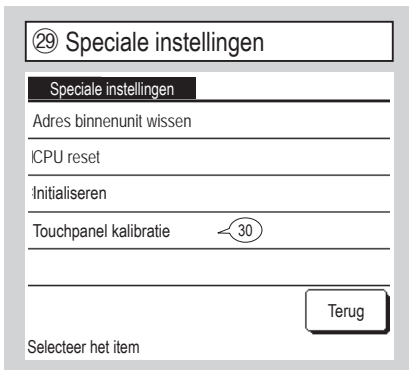 ㉙ Speciale instellingen
Speciale instellingen
Adres binnenunit wissen
CPU reset
Initialiseren
Touchpanel kalibratie 30
Terug
Selecteer het item